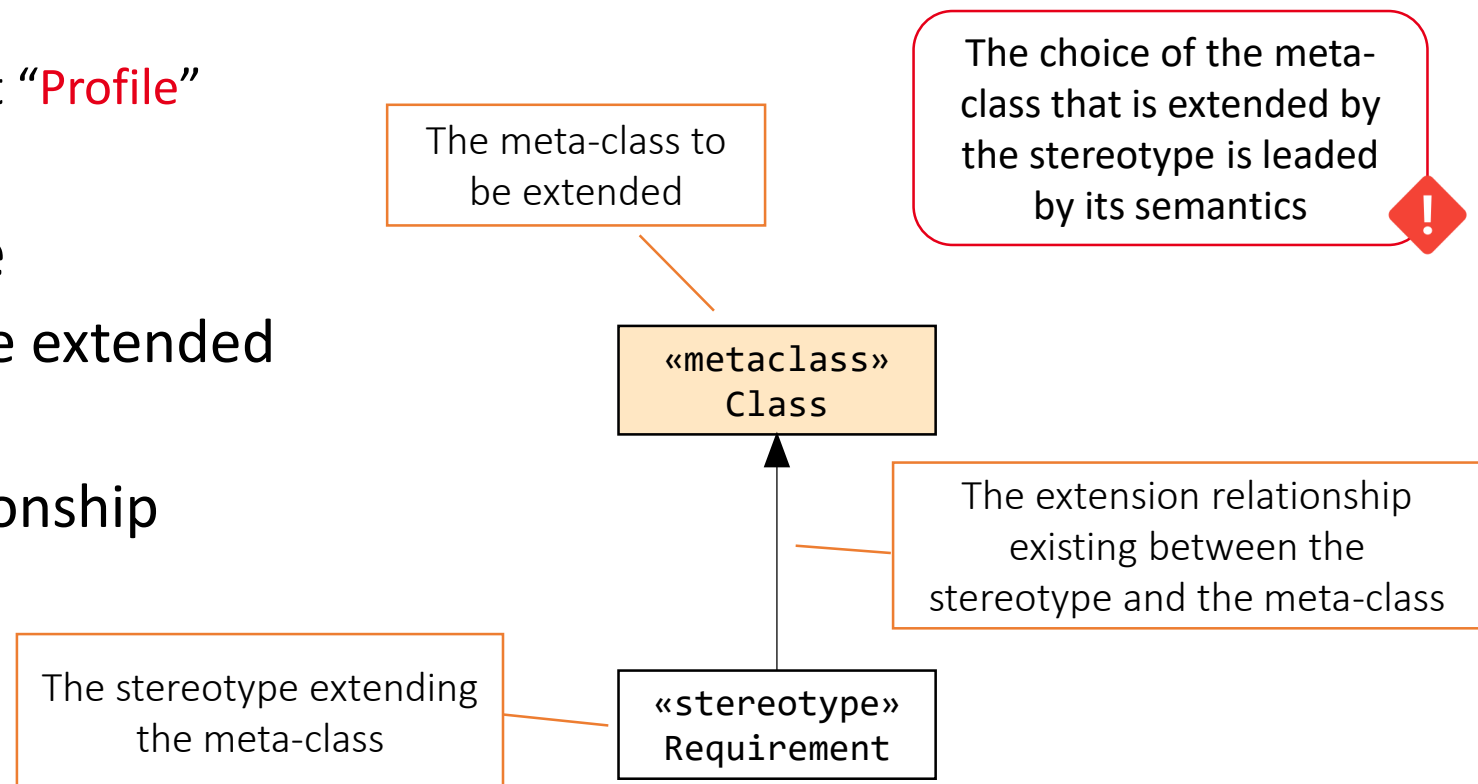 “Profile”
The choice of the meta-
class that is extended by
the stereotype is leaded
by its semantics
!
The meta-class to
be extended
extended
«metaclass»
Class
The extension relationship
existing between the
stereotype and the meta-class
The stereotype extending
the meta-class
«stereotype»
Requirement